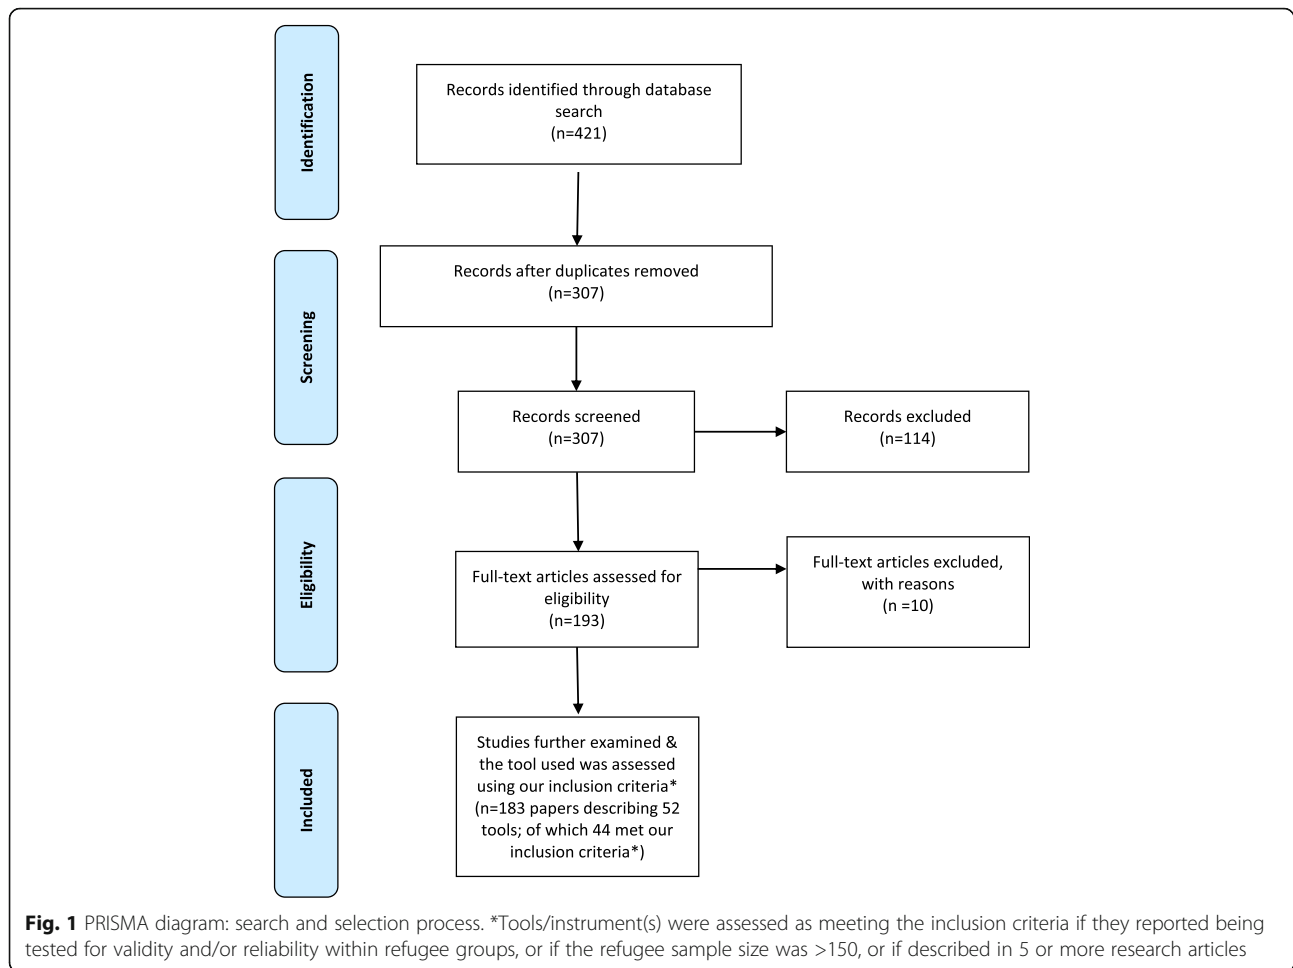 Identification
Records identified through database
search
(n=421)
Records after duplicates removed
(n=307)
Screening
Records screened
(n=307)
Records excluded
(n=114)
Eligibility
Full-text articles assessed for
eligibility
(n=193)
Full-text articles excluded,
with reasons
(n =10)
Included
Studies further examined &
the tool used was assessed
using our inclusion criteria*
(n=183 papers describing 52
tools; of which 44 met our
inclusion criteria*)
Fig. 1 PRISMA diagram: search and selection process. *Tools/instrument(s) were assessed as meeting the inclusion criteria if they reported being
tested for validity and/or reliability within refugee groups, or if the refugee sample size was >150, or if described in 5 or more research articles